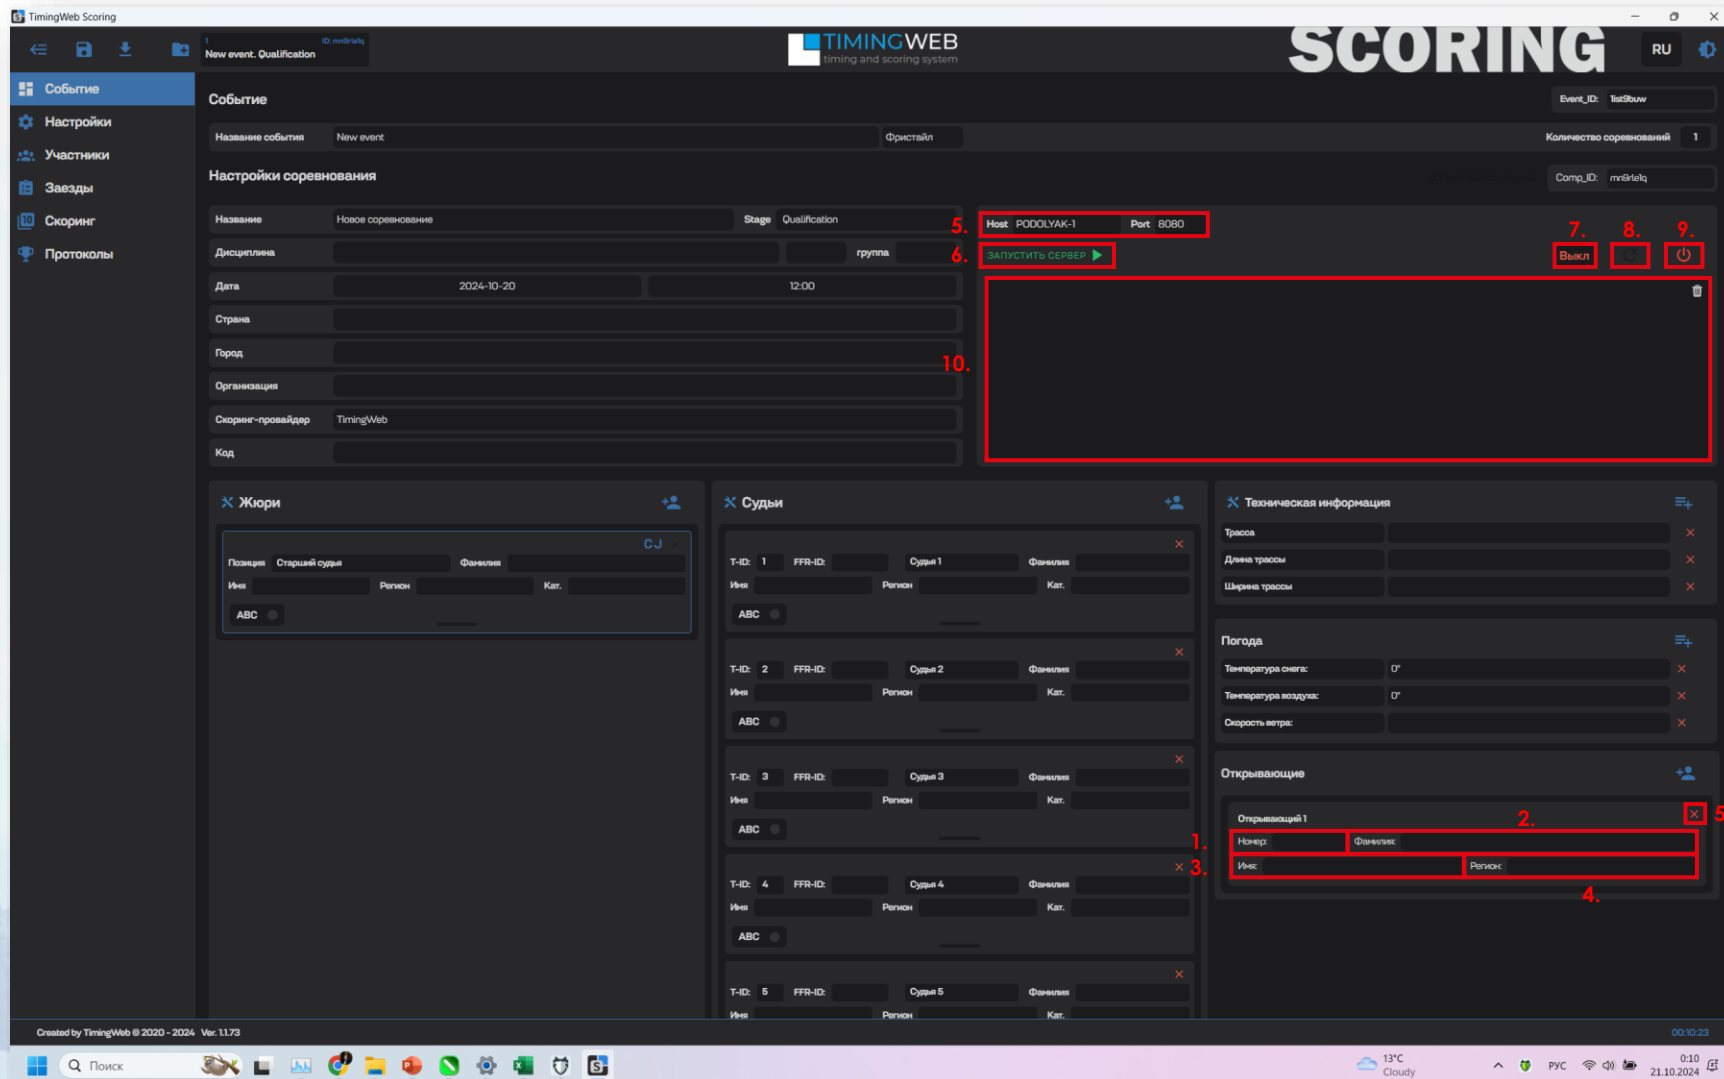 TimingWeb Scoring
1 ID: mn9rle1q
New event. Qualification
TIMINGWEB
timing and scoring system
SCORING
RU
Событие
Настройки
Участники
Заезды
Скоринг
Протоколы
Событие
Event_ID: 1ist9buw
Название события New event Фристайл Количество соревнований 1
Настройки соревнования
Comp_ID: mn9rle1q
Название Новое соревнование Stage Qualification
Дисциплина группа
Дата 2024-10-20 12:00
Страна
Город
Организация
Скоринг-провайдер TimingWeb
Код
5. Host PODOLYAK-1 Port 8080
6. ЗАПУСТИТЬ СЕРВЕР
7. 8. 9.
Выкл
10.
Жюри
CJ
Позиция Старший судья Фамилия
Имя Регион Кат.
ABC
Судьи
T-ID: 1 FFR-ID: Судья 1 Фамилия
Имя Регион Кат.
ABC
T-ID: 2 FFR-ID: Судья 2 Фамилия
Имя Регион Кат.
ABC
T-ID: 3 FFR-ID: Судья 3 Фамилия
Имя Регион Кат.
ABC
T-ID: 4 FFR-ID: Судья 4 Фамилия
Имя Регион Кат.
ABC
T-ID: 5 FFR-ID: Судья 5 Фамилия
Имя Регион Кат.
Техническая информация
Трасса
Длина трассы
Ширина трассы
Погода
Температура снега: 0°
Температура воздуха: 0°
Скорость ветра:
Открывающие
Открывающий 1
5
2.
1. Номер: Фамилия:
3. Имя: Регион:
4.
Created by TimingWeb © 2020 - 2024 Ver. 1.1.73
00:10:23
Поиск
13°C
Cloudy
РУС
0:10
21.10.2024